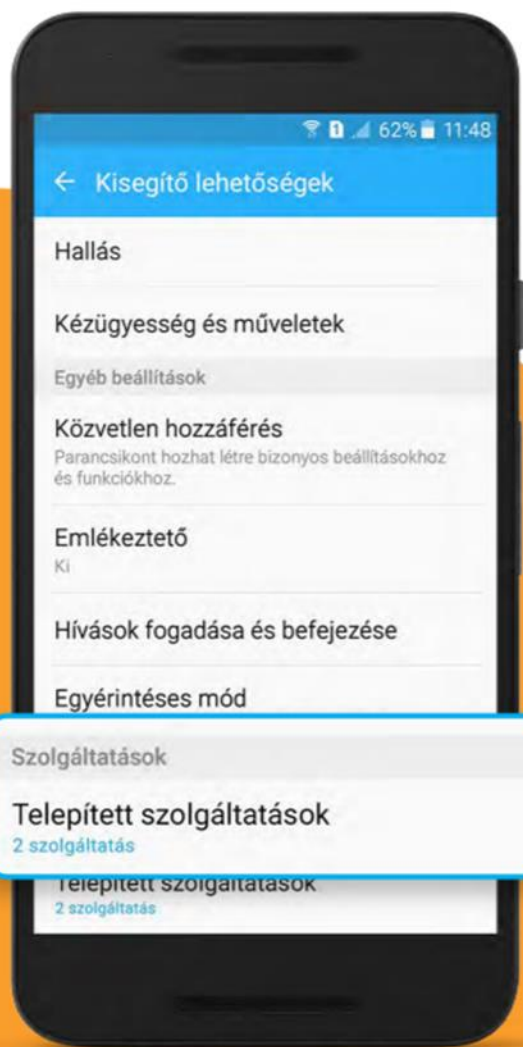 62% 11:48
← Kisegítő lehetőségek
Hallás
Kézügyesség és műveletek
Egyéb beállítások
Közvetlen hozzáférés
Parancsikont hozhat létre bizonyos beállításokhoz
és funkciókhoz.
Emlékeztető
Ki
Hívások fogadása és befejezése
Egyérintéses mód
Szolgáltatások
Telepített szolgáltatások
2 szolgáltatás
Telepített szolgáltatások
2 szolgáltatás